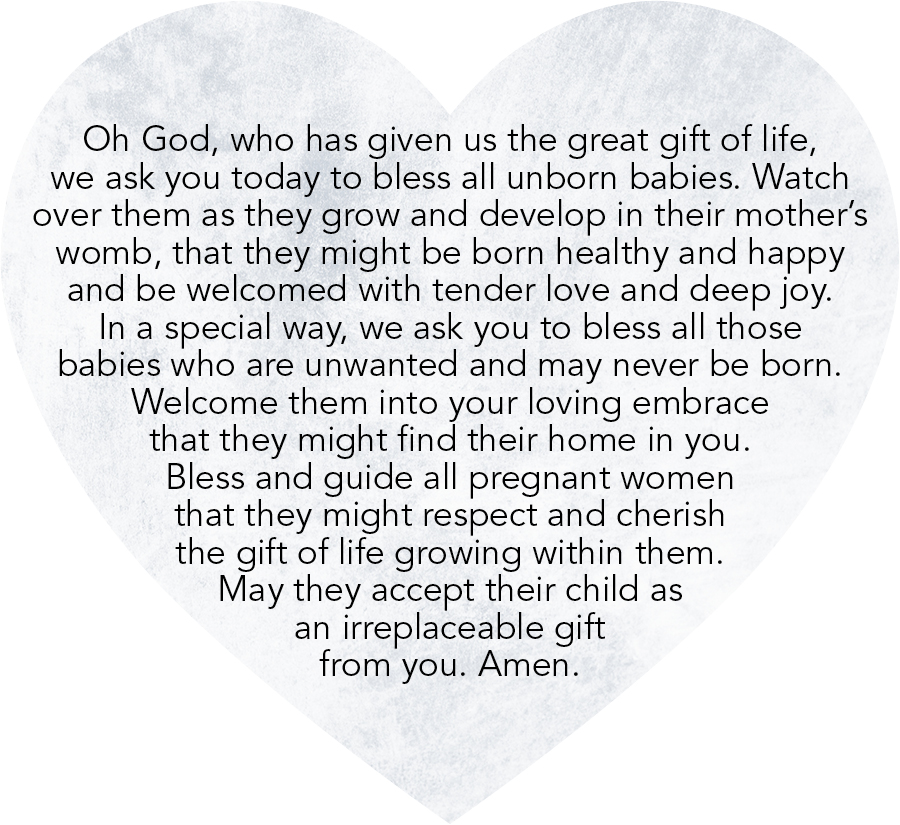 Oh God, who has given us the great gift of life,
we ask you today to bless all unborn babies. Watch
over them as they grow and develop in their mother’s
womb, that they might be born healthy and happy
and be welcomed with tender love and deep joy.
In a special way, we ask you to bless all those
babies who are unwanted and may never be born.
Welcome them into your loving embrace
that they might find their home in you.
Bless and guide all pregnant women
that they might respect and cherish
the gift of life growing within them.
May they accept their child as
an irreplaceable gift
from you. Amen.